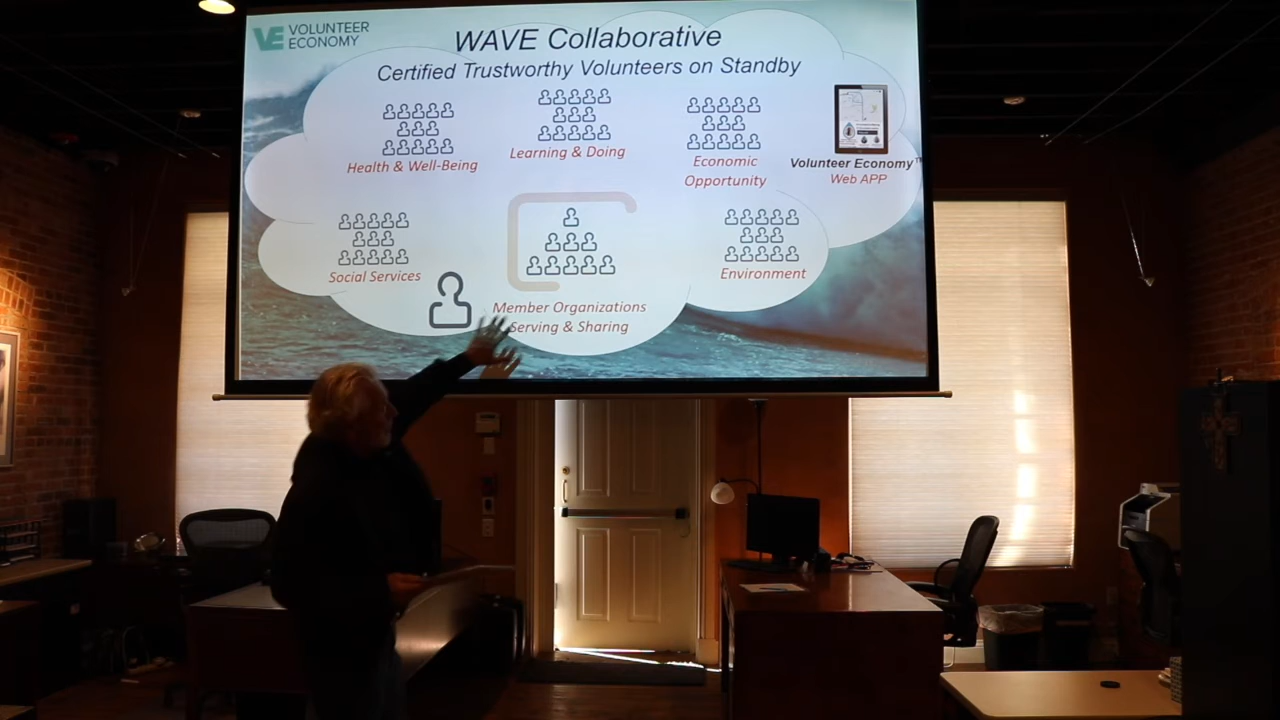 VE VOLUNTEER
ECONOMY
WAVE Collaborative
Certified Trustworthy Volunteers on Standby
Health & Well-Being
Learning & Doing
Economic
Opportunity
Volunteer Economy™
Web APP
Social Services
Member Organizations
Serving & Sharing
Environment